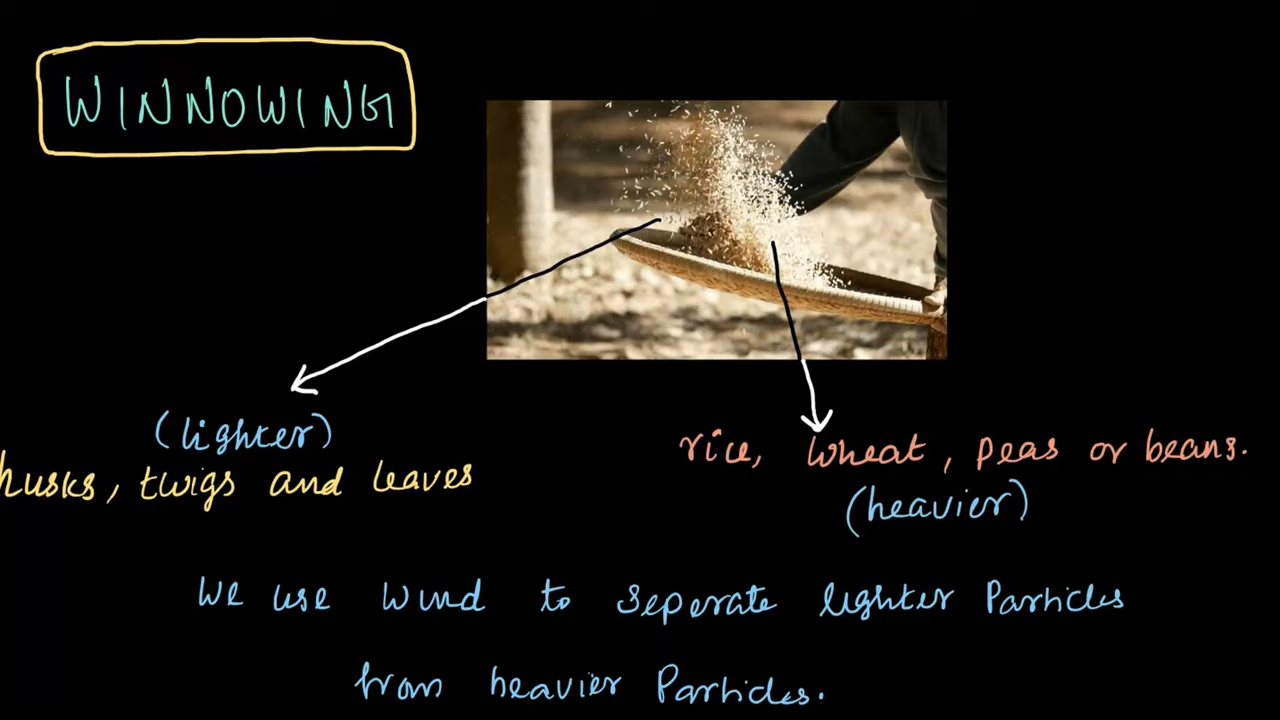 WINNOWING
(lighter)
husks, twigs and leaves
rice, wheat, peas or beans.
(heavier)
We use wind to seperate lighter Particles
from heavier Particles.